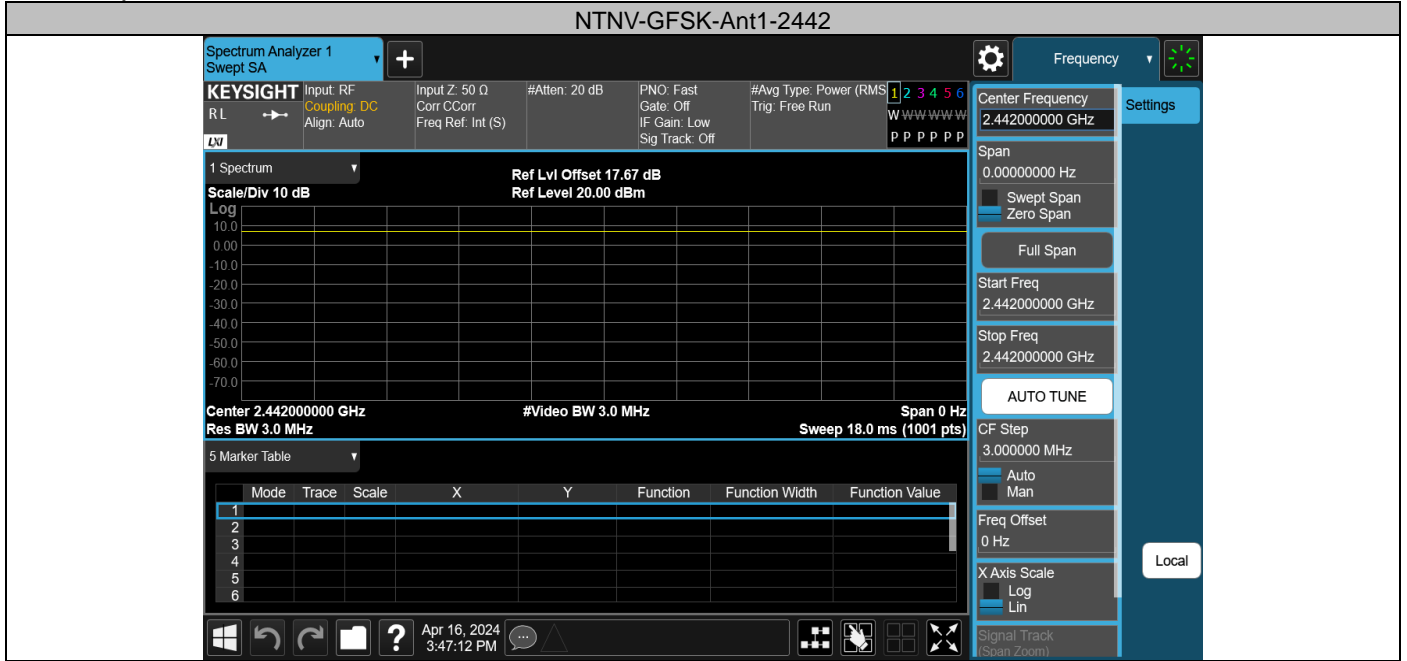 NTNV-GFSK-Ant1-2442
Spectrum Analyzer 1
Swept SA
Frequency
KEYSIGHT
R L
LXI
Input: RF
Coupling: DC
Align: Auto
Input Z: 50 Ω
Corr CCorr
Freq Ref: Int (S)
#Atten: 20 dB
PNO: Fast
Gate: Off
IF Gain: Low
Sig Track: Off
#Avg Type: Power (RMS
Trig: Free Run
1 2 3 4 5 6
W W W W W W
P P P P P P
Center Frequency
2.442000000 GHz
Settings
Span
0.00000000 Hz
Swept Span
Zero Span
Full Span
Start Freq
2.442000000 GHz
Stop Freq
2.442000000 GHz
AUTO TUNE
CF Step
3.000000 MHz
Auto
Man
Freq Offset
0 Hz
X Axis Scale
Log
Lin
Signal Track
(Span Zoom)
Local
1 Spectrum
Scale/Div 10 dB
Ref Lvl Offset 17.67 dB
Ref Level 20.00 dBm
Log
10.0
0.00
-10.0
-20.0
-30.0
-40.0
-50.0
-60.0
-70.0
Center 2.442000000 GHz
#Video BW 3.0 MHz
Span 0 Hz
Res BW 3.0 MHz
Sweep 18.0 ms (1001 pts)
5 Marker Table
Mode Trace Scale X Y Function Function Width Function Value
1
2
3
4
5
6
?
Apr 16, 2024
3:47:12 PM